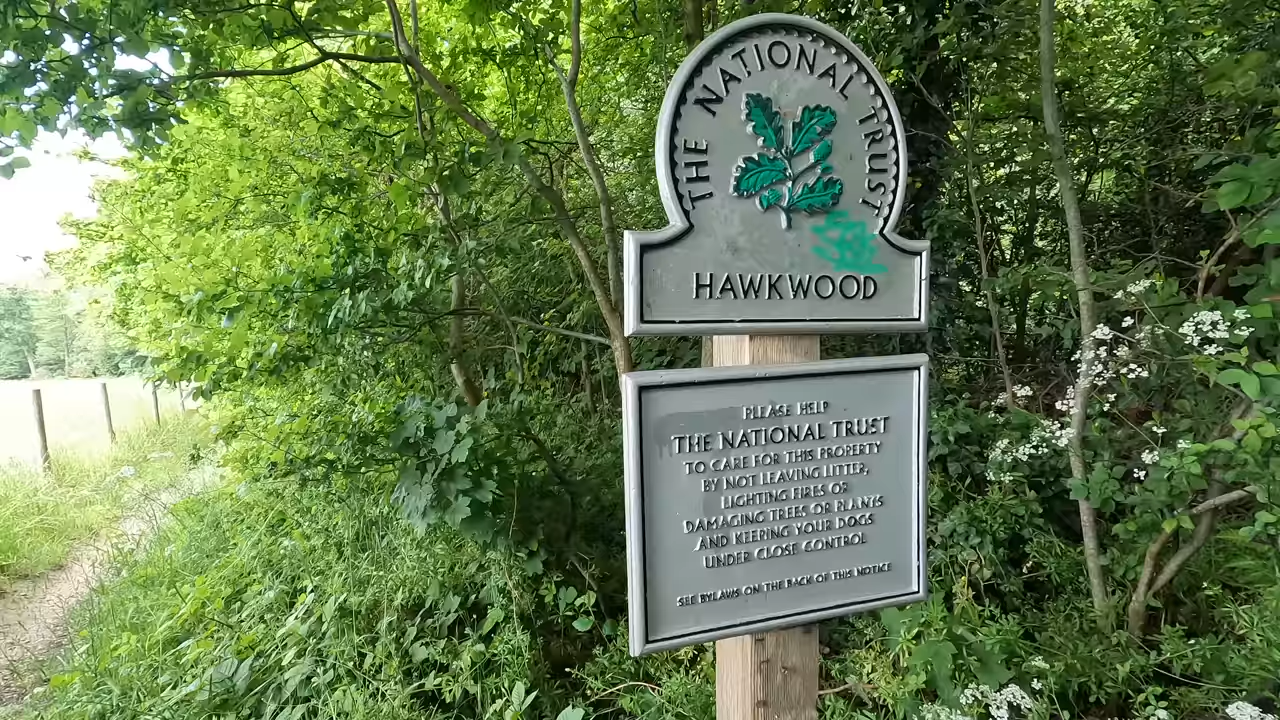 THE NATIONAL TRUST
HAWKWOOD
PLEASE HELP
THE NATIONAL TRUST
TO CARE FOR THIS PROPERTY
BY NOT LEAVING LITTER,
LIGHTING FIRES OR
DAMAGING TREES OR PLANTS
AND KEEPING YOUR DOGS
UNDER CLOSE CONTROL
SEE BYLAWS ON THE BACK OF THIS NOTICE